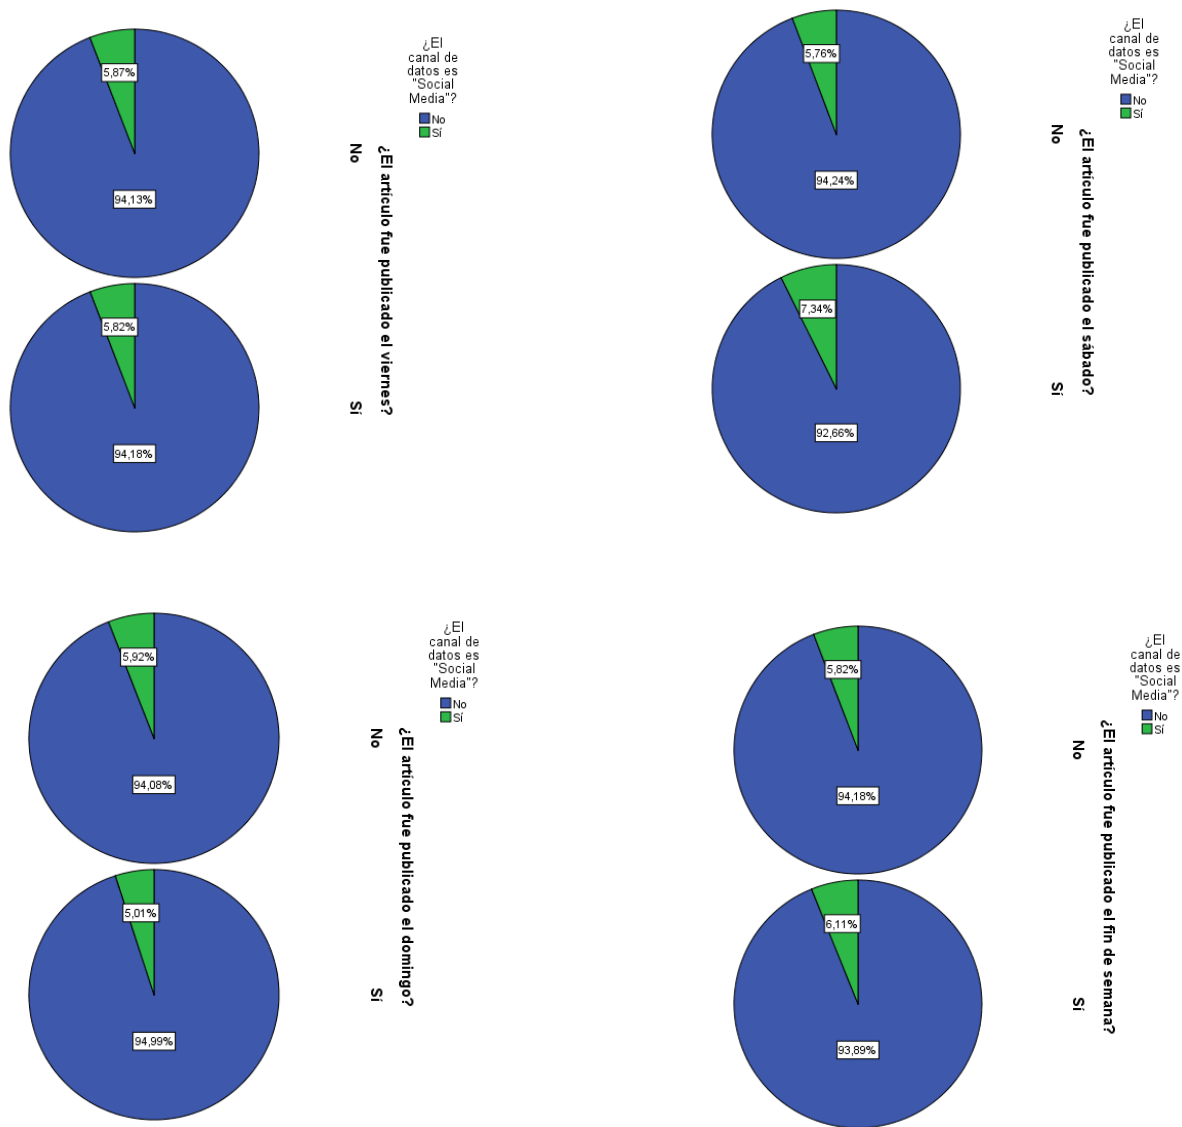 5,87%
94,13%
5,82%
94,18%
¿El
canal de
datos es
"Social
Media"?
No
Sí
No
Sí
¿El artículo fue publicado el viernes?
5,76%
94,24%
7,34%
92,66%
¿El
canal de
datos es
"Social
Media"?
No
Sí
No
Sí
¿El artículo fue publicado el sábado?
5,92%
94,08%
5,01%
94,99%
¿El
canal de
datos es
"Social
Media"?
No
Sí
No
Sí
¿El artículo fue publicado el domingo?
5,82%
94,18%
6,11%
93,89%
¿El
canal de
datos es
"Social
Media"?
No
Sí
No
Sí
¿El artículo fue publicado el fin de semana?